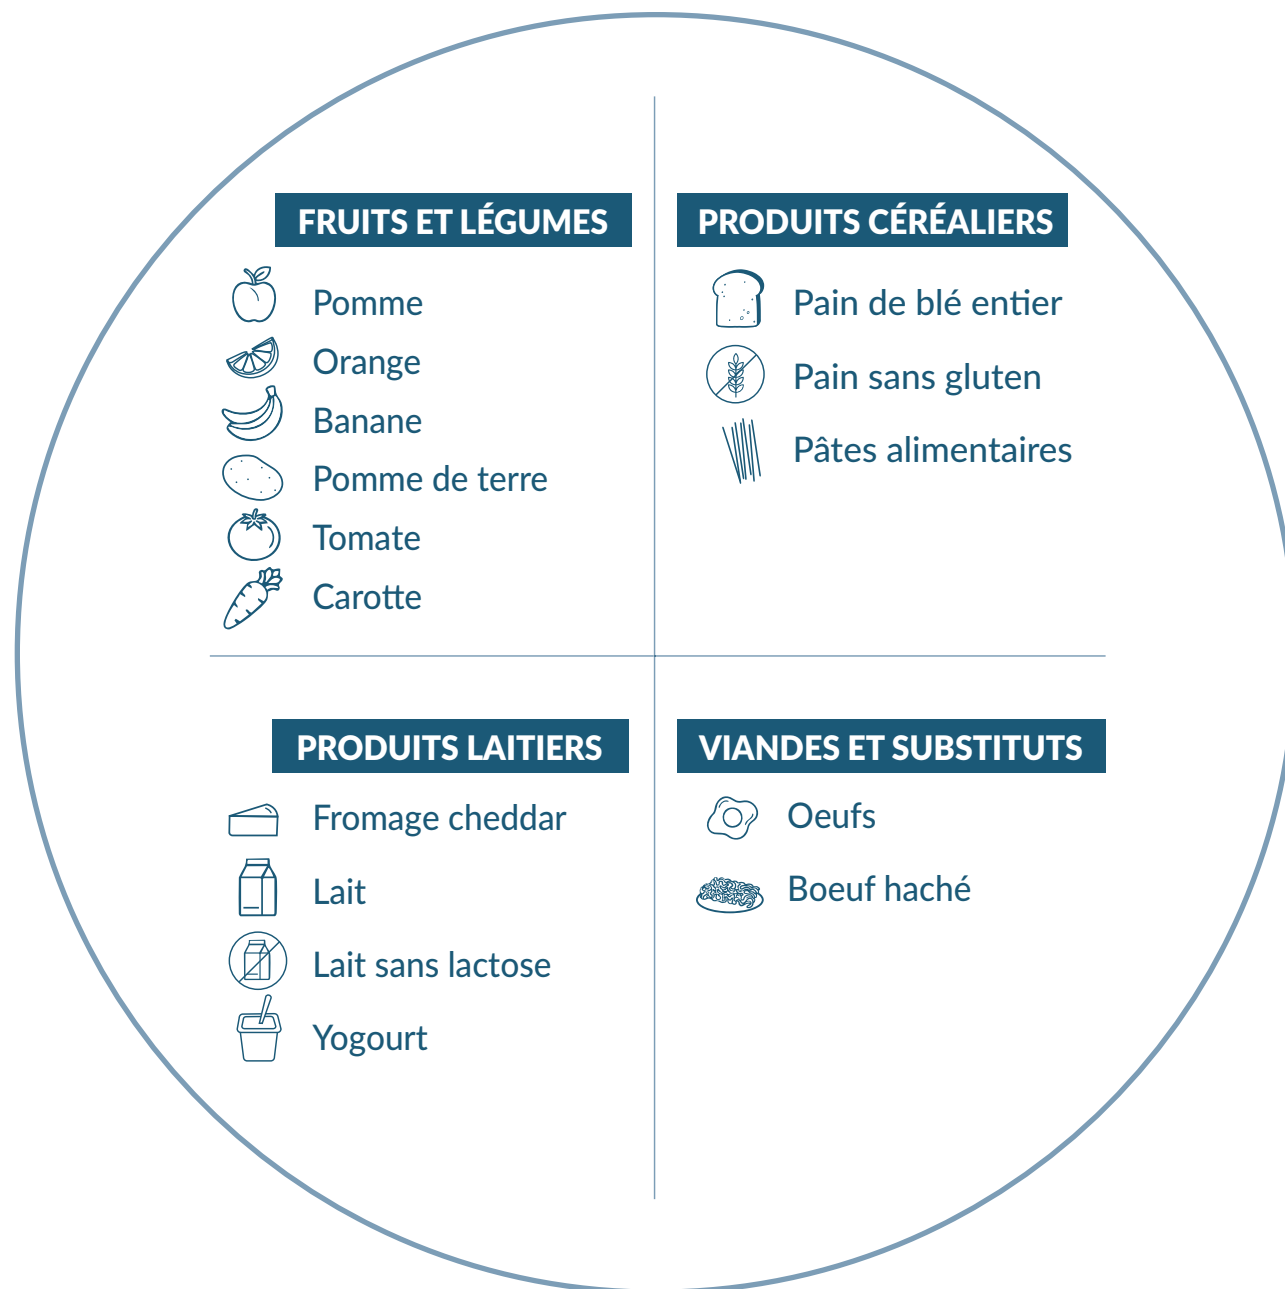 FRUITS ET LÉGUMES
Pomme
Orange
Banane
Pomme de terre
Tomate
Carotte
PRODUITS CÉRÉALIERS
Pain de blé entier
Pain sans gluten
Pâtes alimentaires
PRODUITS LAITIERS
Fromage cheddar
Lait
Lait sans lactose
Yogourt
VIANDES ET SUBSTITUTS
Oeufs
Boeuf haché